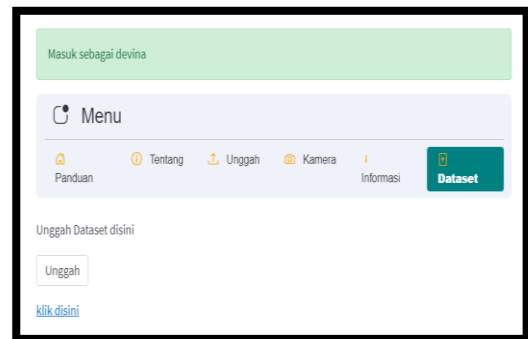 Masuk sebagai devina
Menu
Panduan
Tentang
Unggah
Kamera
Informasi
Dataset
Unggah Dataset disini
Unggah
klik disini